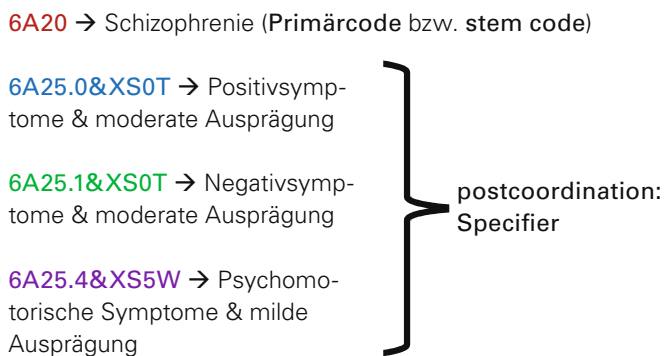 6A20 → Schizophrenie (Primärcode bzw. stem code)
6A25.0&XS0T → Positivsymp-
tome & moderate Ausprägung
6A25.1&XS0T → Negativsymp-
tome & moderate Ausprägung
6A25.4&XS5W → Psychomo-
torische Symptome & milde
Ausprägung
postcoordination:
Specifier